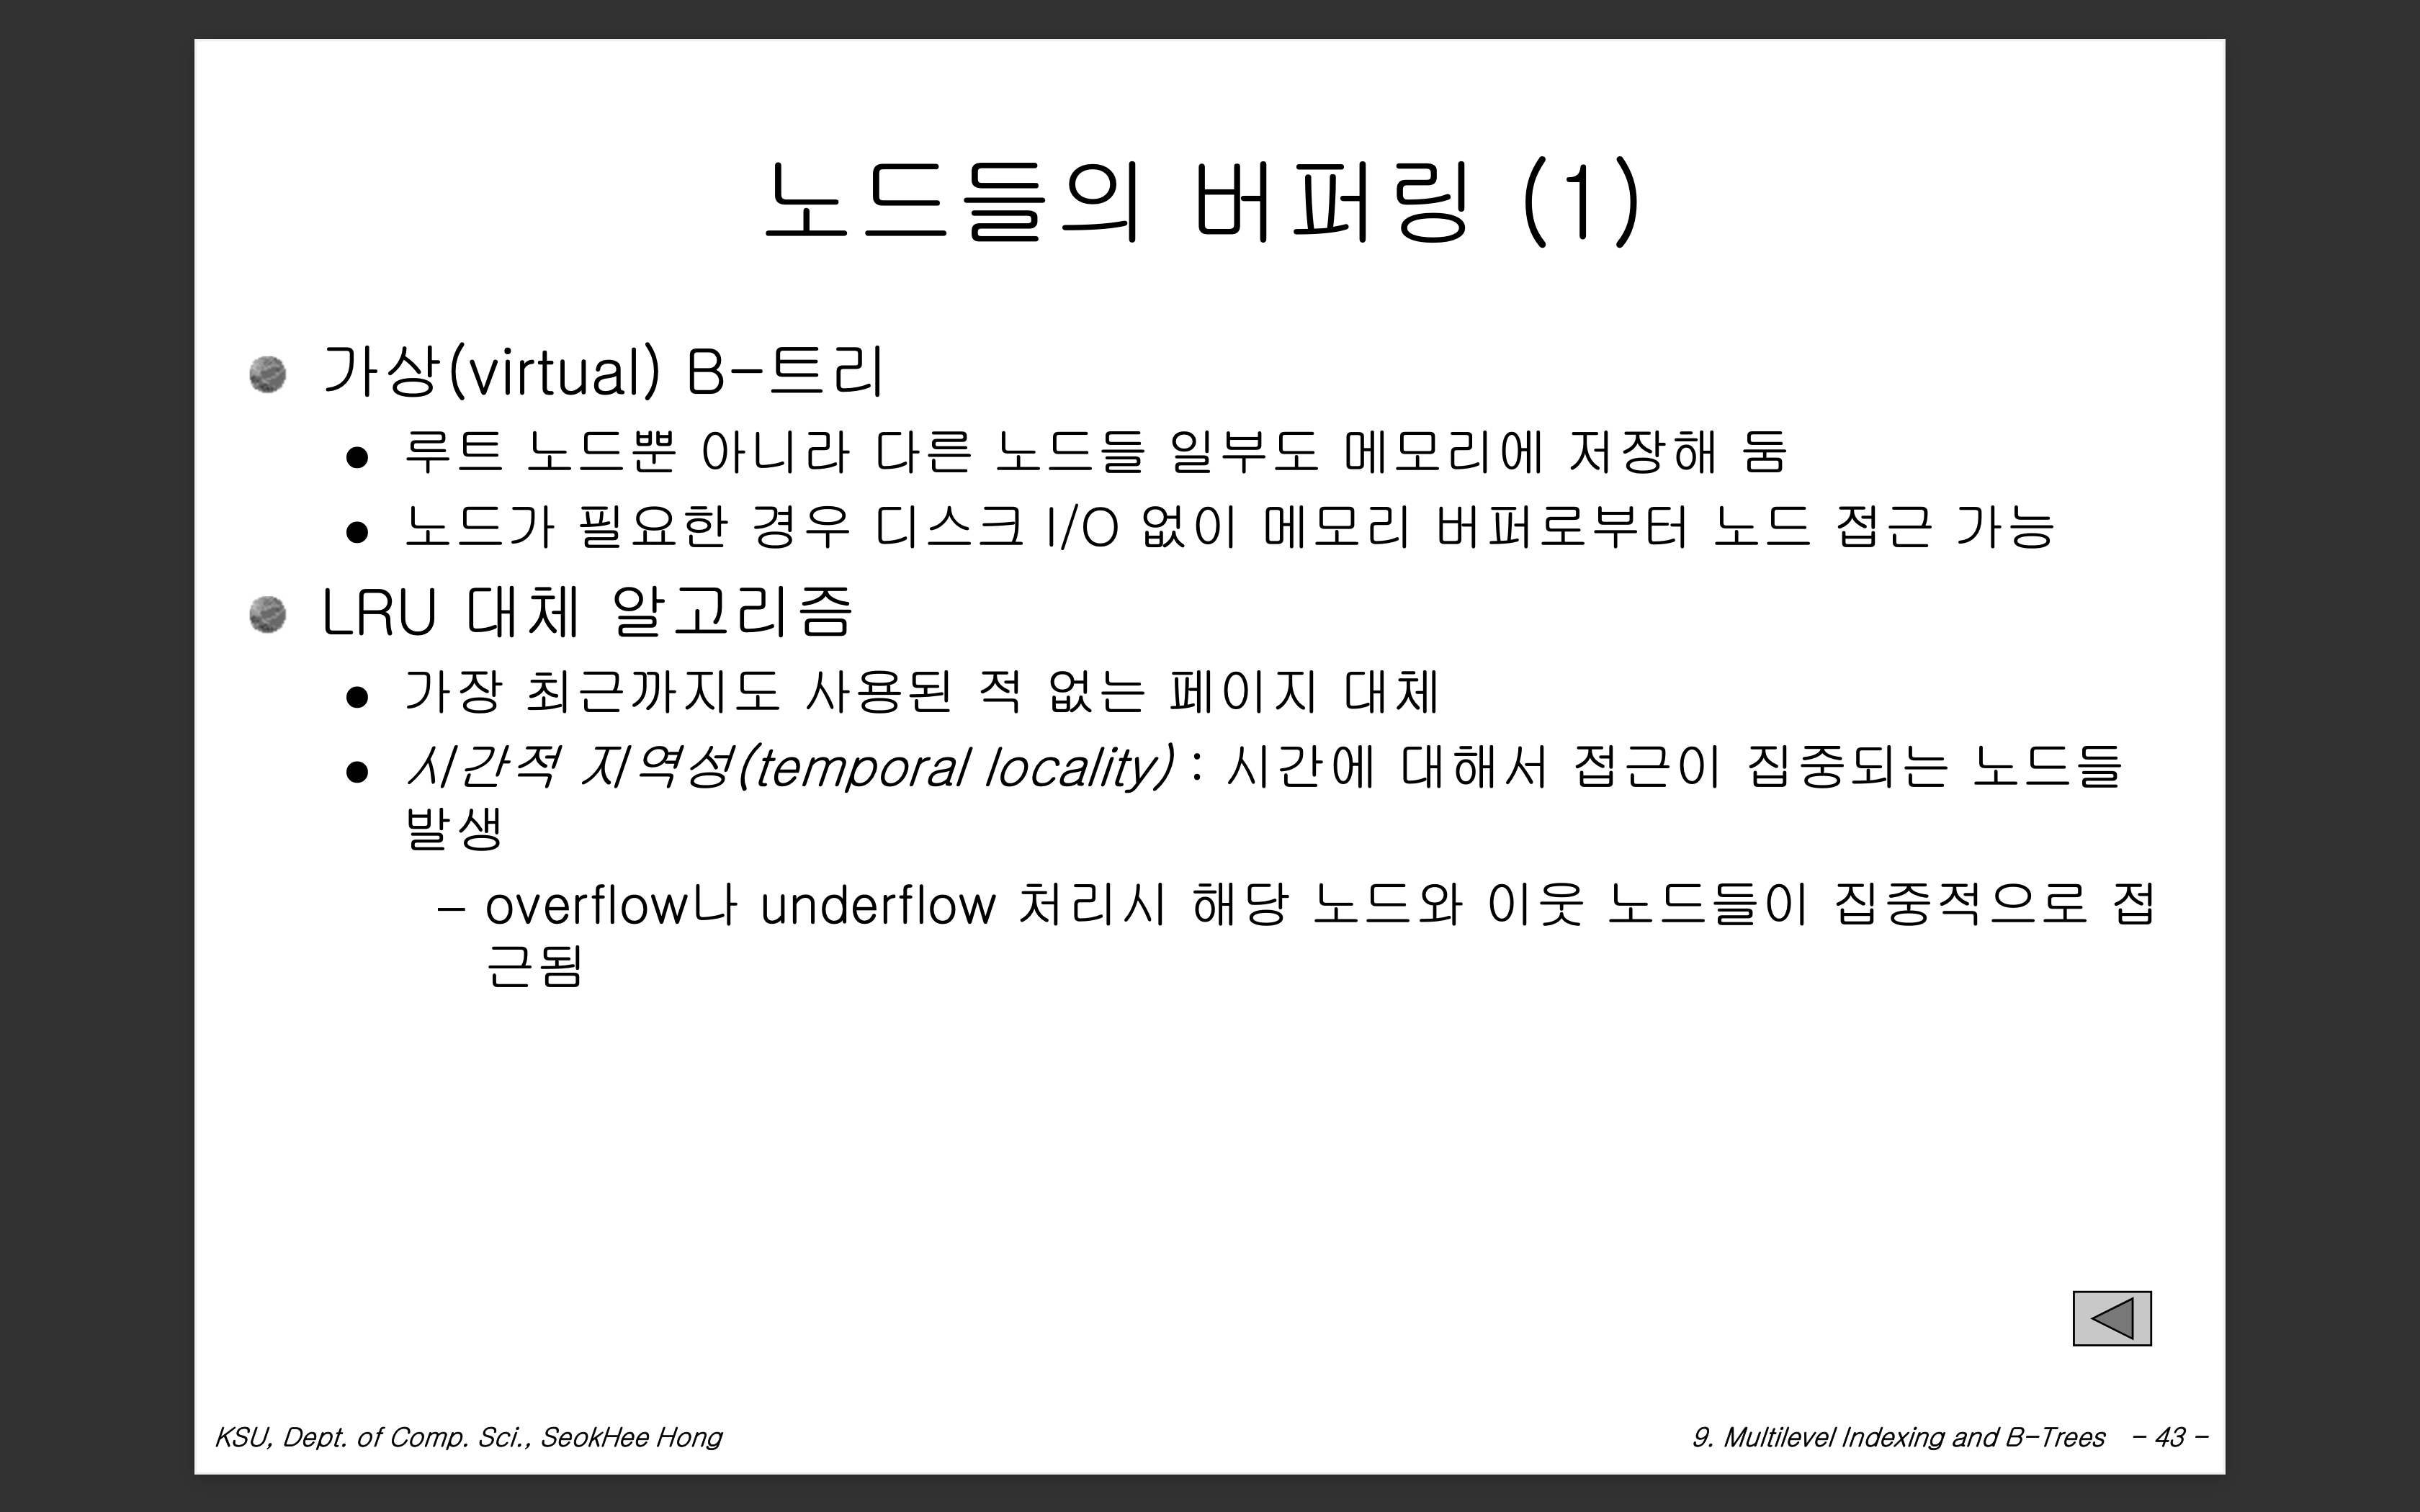 노드들의 버퍼링 (1)
가상(virtual) B-트리
● 루트 노드뿐 아니라 다른 노드들 일부도 메모리에 저장해 둠
● 노드가 필요한 경우 디스크 I/O 없이 메모리 버퍼로부터 노드 접근 가능
LRU 대체 알고리즘
● 가장 최근까지도 사용된 적 없는 페이지 대체
● 시간적 지역성(temporal locality) : 시간에 대해서 접근이 집중되는 노드들
발생
– overflow나 underflow 처리시 해당 노드와 이웃 노드들이 집중적으로 접
근됨
KSU, Dept. of Comp. Sci., SeokHee Hong
9. Multilevel Indexing and B-Trees - 43 -